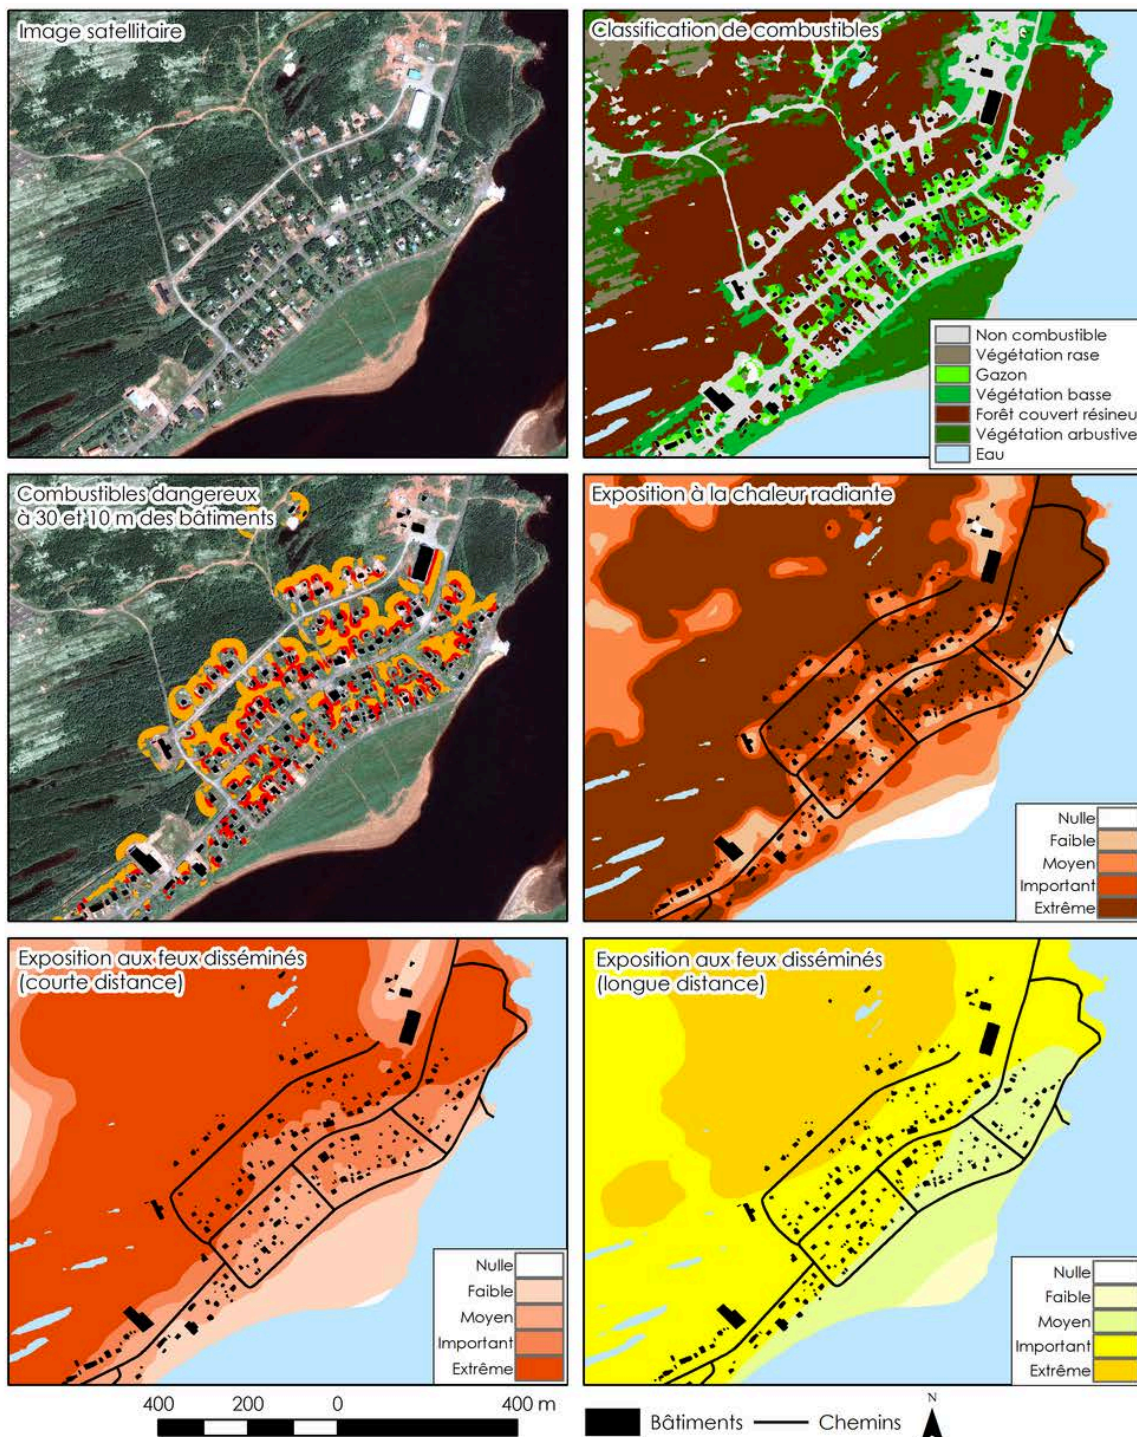 Image satellitaire
Classification de combustibles
Non combustible
Végétation rase
Gazon
Végétation basse
Forêt couvert résineu
Végétation arbustive
Eau
Combustibles dangereux
à 30 et 10 m des bâtiments
Exposition à la chaleur radiante
Nulle
Faible
Moyen
Important
Extrême
Exposition aux feux disséminés
(courte distance)
Nulle
Faible
Moyen
Important
Extrême
Exposition aux feux disséminés
(longue distance)
Nulle
Faible
Moyen
Important
Extrême
400 200 0 400 m
Bâtiments
Chemins
N